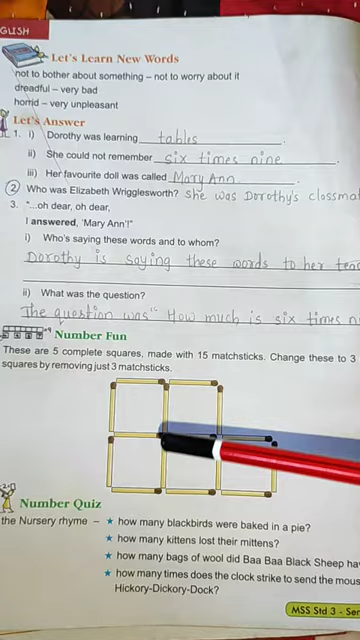 GLISH
Let's Learn New Words
not to bother about something – not to worry about it
dreadful – very bad
horrid – very unpleasant
Let's Answer
1. i) Dorothy was learning tables.
ii) She could not remember six times nine.
iii) Her favourite doll was called Mary Ann.
2 Who was Elizabeth Wrigglesworth? She was Dorothy's classma
3. "...oh dear, oh dear,
I answered, 'Mary Ann'!"
i) Who's saying these words and to whom?
Dorothy is saying these words to her tea
ii) What was the question?
The question was" How much is six times n
Number Fun
These are 5 complete squares, made with 15 matchsticks. Change these to 3
squares by removing just 3 matchsticks.
Number Quiz
the Nursery rhyme – ★ how many blackbirds were baked in a pie?
★ how many kittens lost their mittens?
★ how many bags of wool did Baa Baa Black Sheep ha
★ how many times does the clock strike to send the mous
Hickory-Dickory-Dock?
MSS Std 3 - Ser